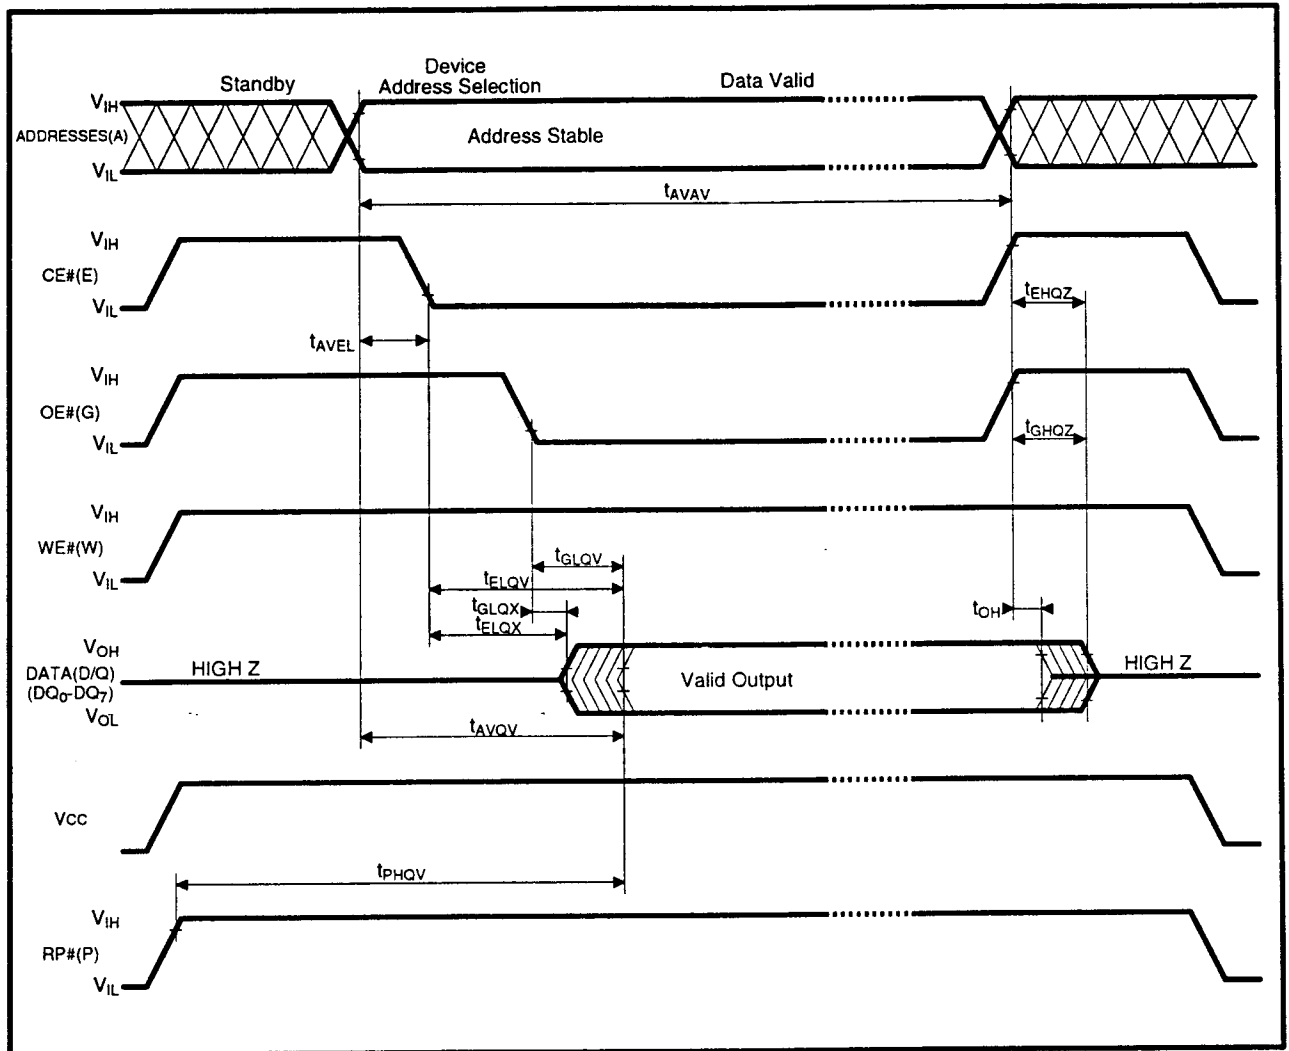 Standby
Device
Address Selection
Data Valid
VIH
ADDRESSES(A)
Address Stable
VIL
tAVAV
VIH
CE#(E)
VIL
tEHQZ
tAVEL
VIH
OE#(G)
VIL
tGHQZ
VIH
WE#(W)
VIL
tGLQV
tELQV
tGLQX
tOH
tELQX
VOH
DATA(D/Q)
HIGH Z
Valid Output
HIGH Z
(DQ0-DQ7)
VOL
tAVQV
VCC
tPHQV
VIH
RP#(P)
VIL